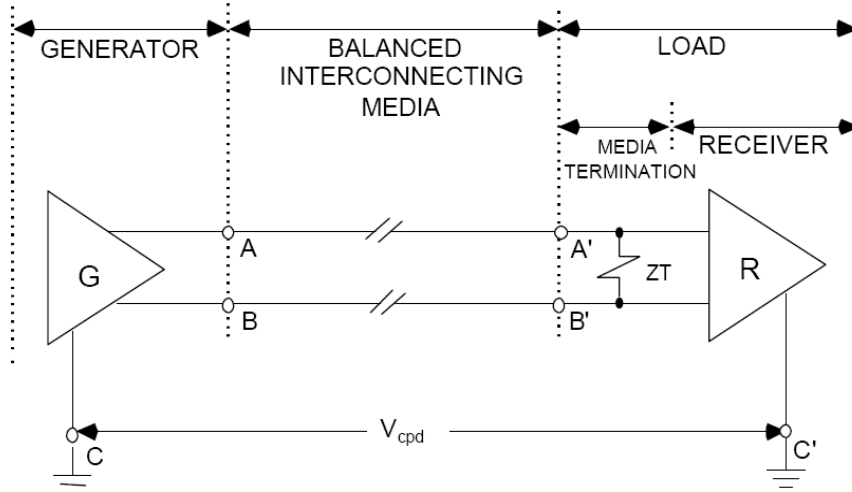 GENERATOR
BALANCED
INTERCONNECTING
MEDIA
LOAD
MEDIA
TERMINATION
RECEIVER
G
A
B
A'
B'
ZT
R
Vcpd
C
C'